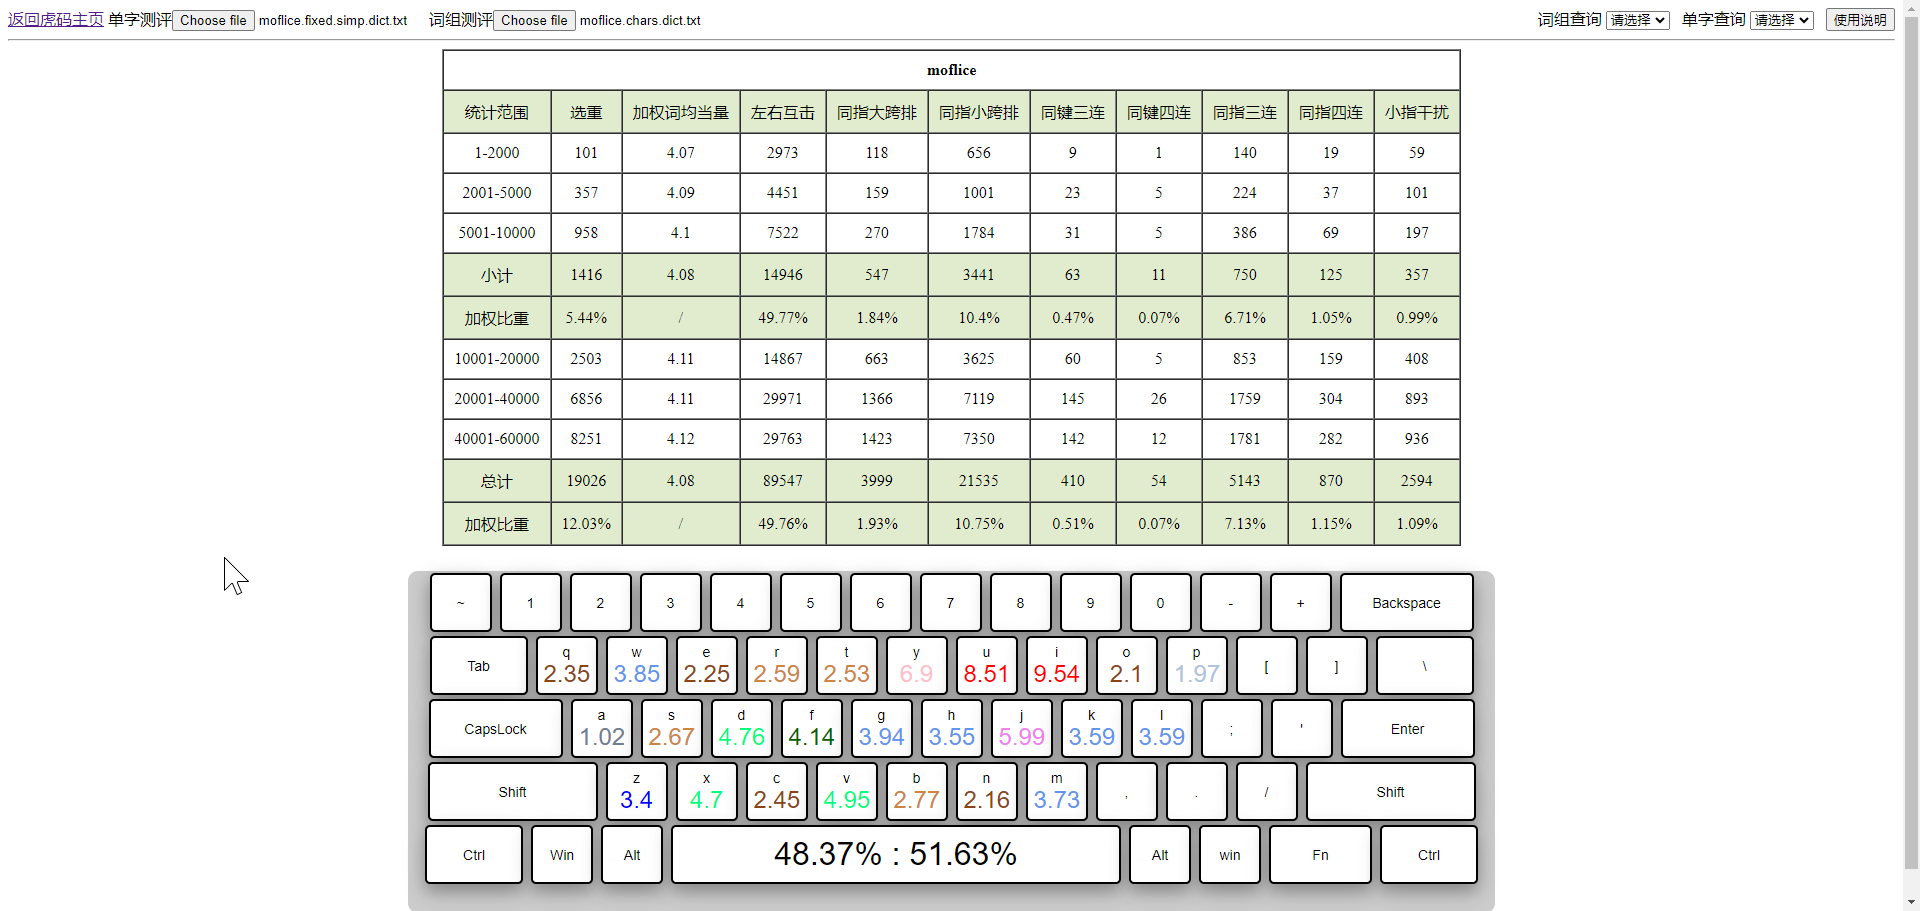 返回虎码主页 单字测评 Choose file moflice.fixed.simp.dict.txt 词组测评 Choose file moflice.chars.dict.txt 词组查询 请选择 单字查询 请选择 使用说明
moflice
统计范围 选重 加权词均当量 左右互击 同指大跨排 同指小跨排 同键三连 同键四连 同指三连 同指四连 小指干扰
1-2000 101 4.07 2973 118 656 9 1 140 19 59
2001-5000 357 4.09 4451 159 1001 23 5 224 37 101
5001-10000 958 4.1 7522 270 1784 31 5 386 69 197
小计 1416 4.08 14946 547 3441 63 11 750 125 357
加权比重 5.44% / 49.77% 1.84% 10.4% 0.47% 0.07% 6.71% 1.05% 0.99%
10001-20000 2503 4.11 14867 663 3625 60 5 853 159 408
20001-40000 6856 4.11 29971 1366 7119 145 26 1759 304 893
40001-60000 8251 4.12 29763 1423 7350 142 12 1781 282 936
总计 19026 4.08 89547 3999 21535 410 54 5143 870 2594
加权比重 12.03% / 49.76% 1.93% 10.75% 0.51% 0.07% 7.13% 1.15% 1.09%
~ 1 2 3 4 5 6 7 8 9 0 - + Backspace
q w e r t y u i o p
Tab 2.35 3.85 2.25 2.59 2.53 6.9 8.51 9.54 2.1 1.97 [ ] \
a s d f g h j k l
CapsLock 1.02 2.67 4.76 4.14 3.94 3.55 5.99 3.59 3.59 ; ' Enter
z x c v b n m
Shift 3.4 4.7 2.45 4.95 2.77 2.16 3.73 , . / Shift
Ctrl Win Alt 48.37% : 51.63% Alt win Fn Ctrl